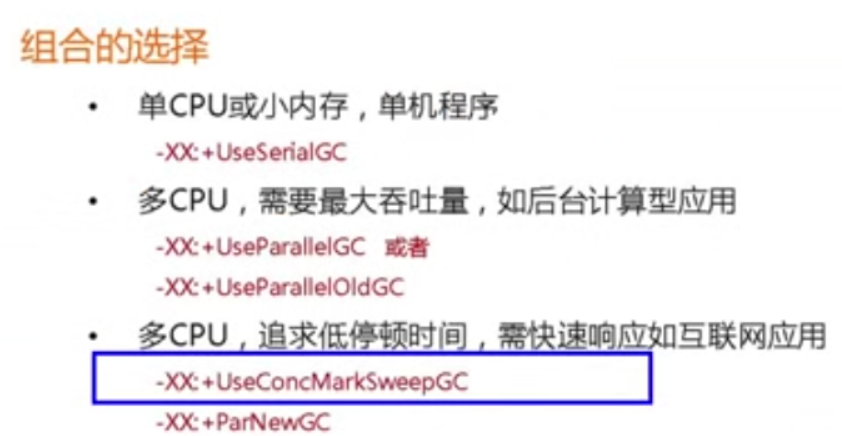 组合的选择
• 单CPU或小内存，单机程序
-XX:+UseSerialGC
• 多CPU，需要最大吞吐量，如后台计算型应用
-XX:+UseParallelGC 或者
-XX:+UseParallelOldGC
• 多CPU，追求低停顿时间，需快速响应如互联网应用
-XX:+UseConcMarkSweepGC
-XX:+ParNewGC